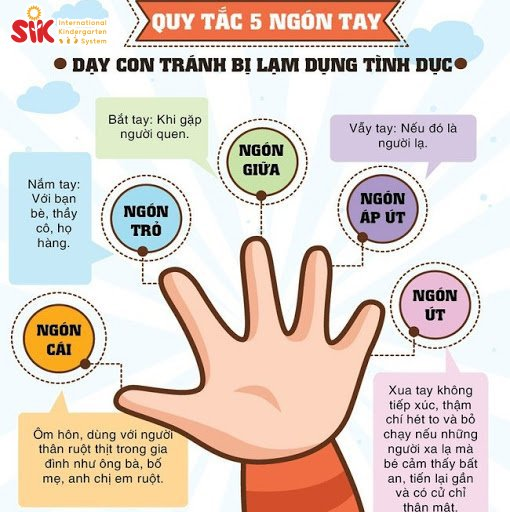 SIK International
Kindergarten
System
QUY TẮC 5 NGÓN TAY
DẠY CON TRÁNH BỊ LẠM DỤNG TÌNH DỤC
Bắt tay: Khi gặp
người quen.
NGÓN
GIỮA
Vẫy tay: Nếu đó là
người lạ.
Nắm tay:
Với bạn
bè, thầy
cô, họ
hàng.
NGÓN
TRỎ
NGÓN
ÁP ÚT
NGÓN
CÁI
NGÓN
ÚT
Ôm hôn, dùng với người
thân ruột thịt trong gia
đình như ông bà, bố
mẹ, anh chị em ruột.
Xua tay không
tiếp xúc, thậm
chí hét to và bỏ
chạy nếu những
người xa lạ mà
bé cảm thấy bất
an, tiến lại gần
và có cử chỉ
thân mật.